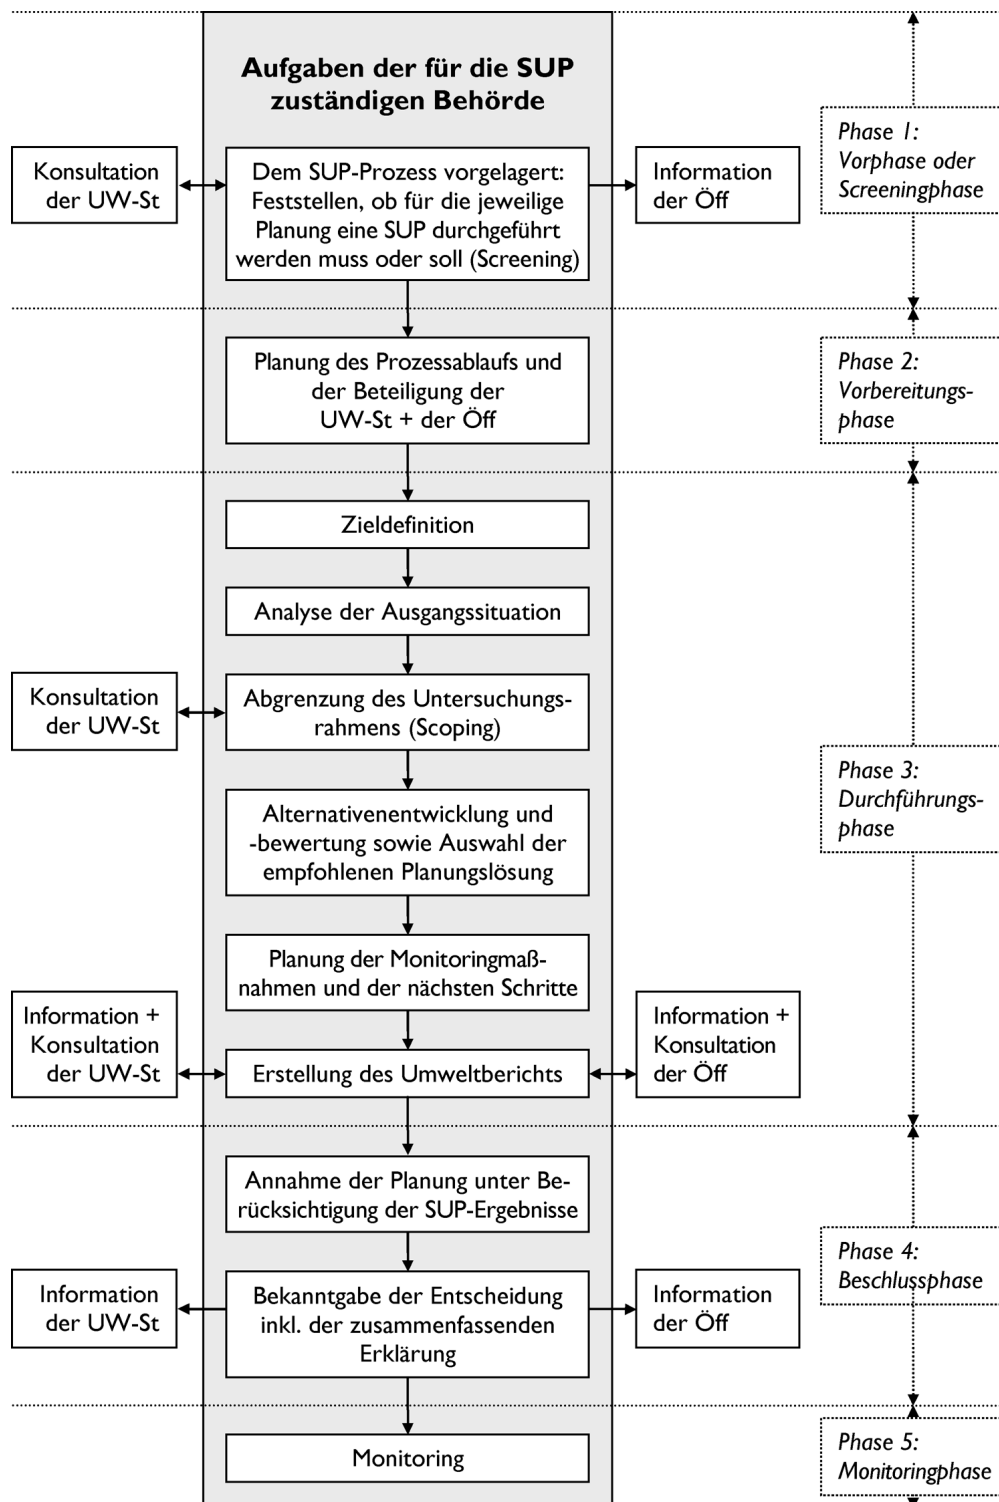 Aufgaben der für die SUP
zuständigen Behörde
Phase 1:
Vorphase oder
Screeningphase
Konsultation
der UW-St
Dem SUP-Prozess vorgelagert:
Feststellen, ob für die jeweilige
Planung eine SUP durchgeführt
werden muss oder soll (Screening)
Information
der Öff
Planung des Prozessablaufs und
der Beteiligung der
UW-St + der Öff
Phase 2:
Vorbereitungs-
phase
Zieldefinition
Analyse der Ausgangssituation
Konsultation
der UW-St
Abgrenzung des Untersuchungs-
rahmens (Scoping)
Phase 3:
Durchführungs-
phase
Alternativenentwicklung und
-bewertung sowie Auswahl der
empfohlenen Planungslösung
Planung der Monitoringmaß-
nahmen und der nächsten Schritte
Information +
Konsultation
der UW-St
Erstellung des Umweltberichts
Information +
Konsultation
der Öff
Annahme der Planung unter Be-
rücksichtigung der SUP-Ergebnisse
Phase 4:
Beschlussphase
Information
der UW-St
Bekanntgabe der Entscheidung
inkl. der zusammenfassenden
Erklärung
Information
der Öff
Monitoring
Phase 5:
Monitoringphase